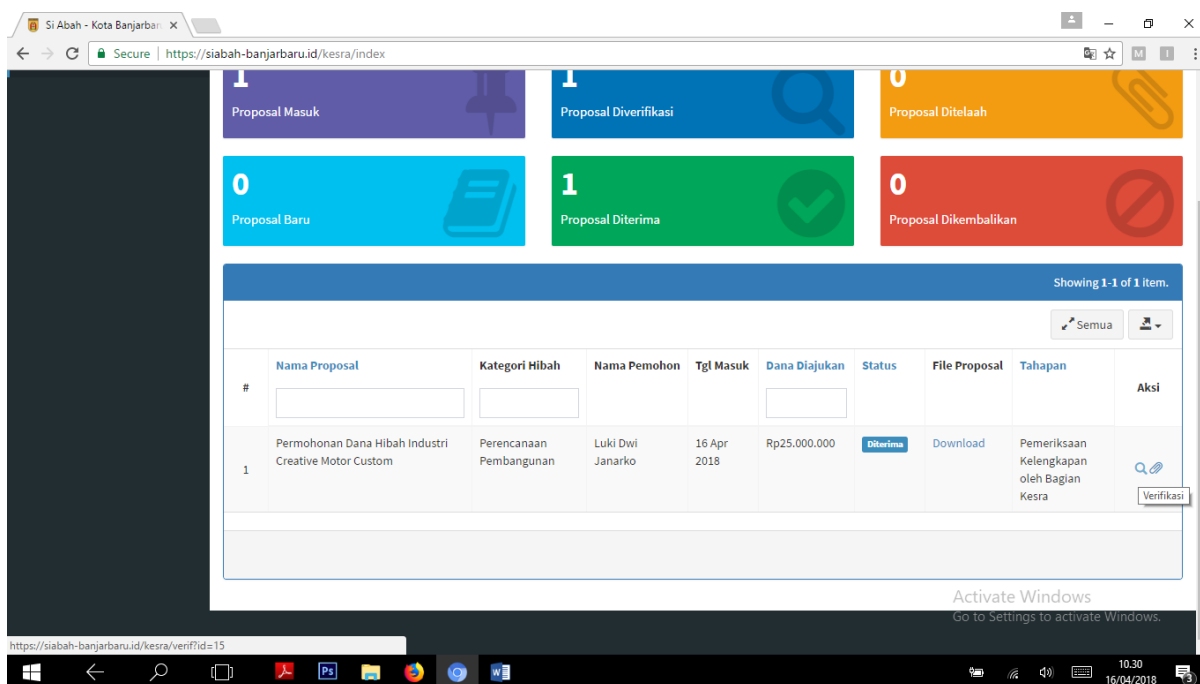 Si Abah - Kota Banjarbar
Secure | https://siabah-banjarbaru.id/kesra/index
1
Proposal Masuk
1
Proposal Diverifikasi
0
Proposal Ditelaah
0
Proposal Baru
1
Proposal Diterima
0
Proposal Dikembalikan
Showing 1-1 of 1 item.
Semua
# Nama Proposal Kategori Hibah Nama Pemohon Tgl Masuk Dana Diajukan Status File Proposal Tahapan Aksi
1 Permohonan Dana Hibah Industri Perencanaan Luki Dwi 16 Apr Rp25.000.000 Diterima Download Pemeriksaan
Creative Motor Custom Pembangunan Janarko 2018 Kelengkapan
oleh Bagian
Kesra
Verifikasi
Activate Windows
Go to Settings to activate Windows.
https://siabah-banjarbaru.id/kesra/verif?id=15
10.30
16/04/2018